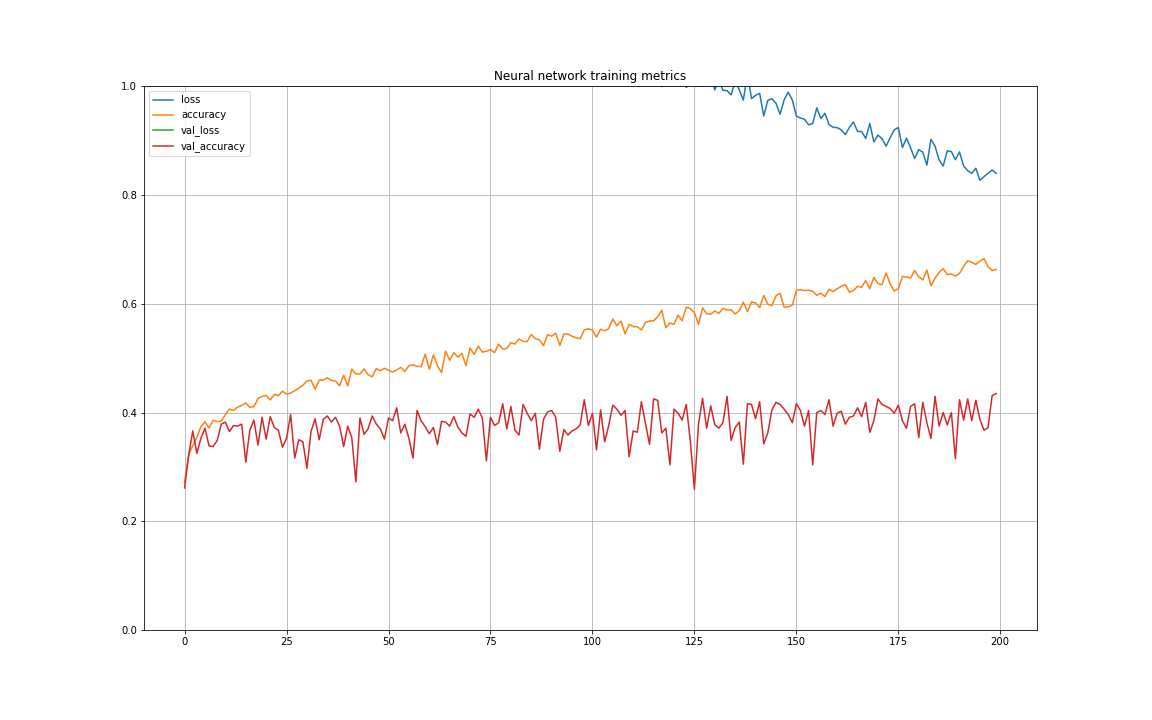 Neural network training metrics
1.0
loss
accuracy
val_loss
val_accuracy
0.8
0.6
0.4
0.2
0.0
0 25 50 75 100 125 150 175 200